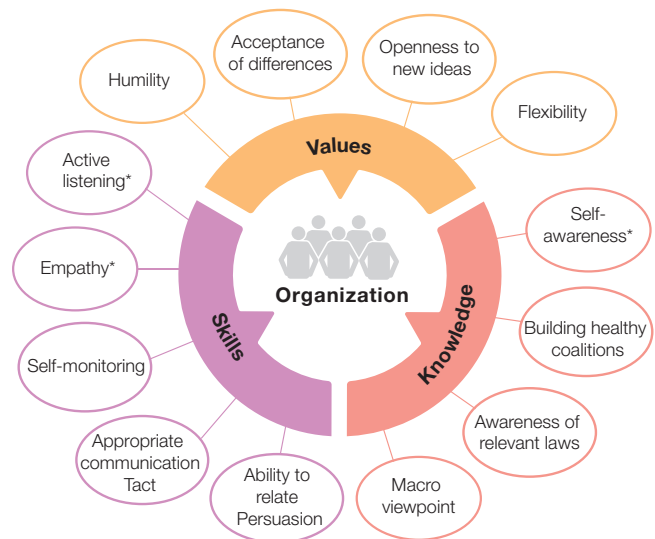 Acceptance
of differences
Openness to
new ideas
Humility
Flexibility
Values
Active
listening*
Empathy*
Self-monitoring
Appropriate
communication
Tact
Ability to
relate
Persuasion
Skills
Organization
Knowledge
Self-
awareness*
Building healthy
coalitions
Awareness of
relevant laws
Macro
viewpoint